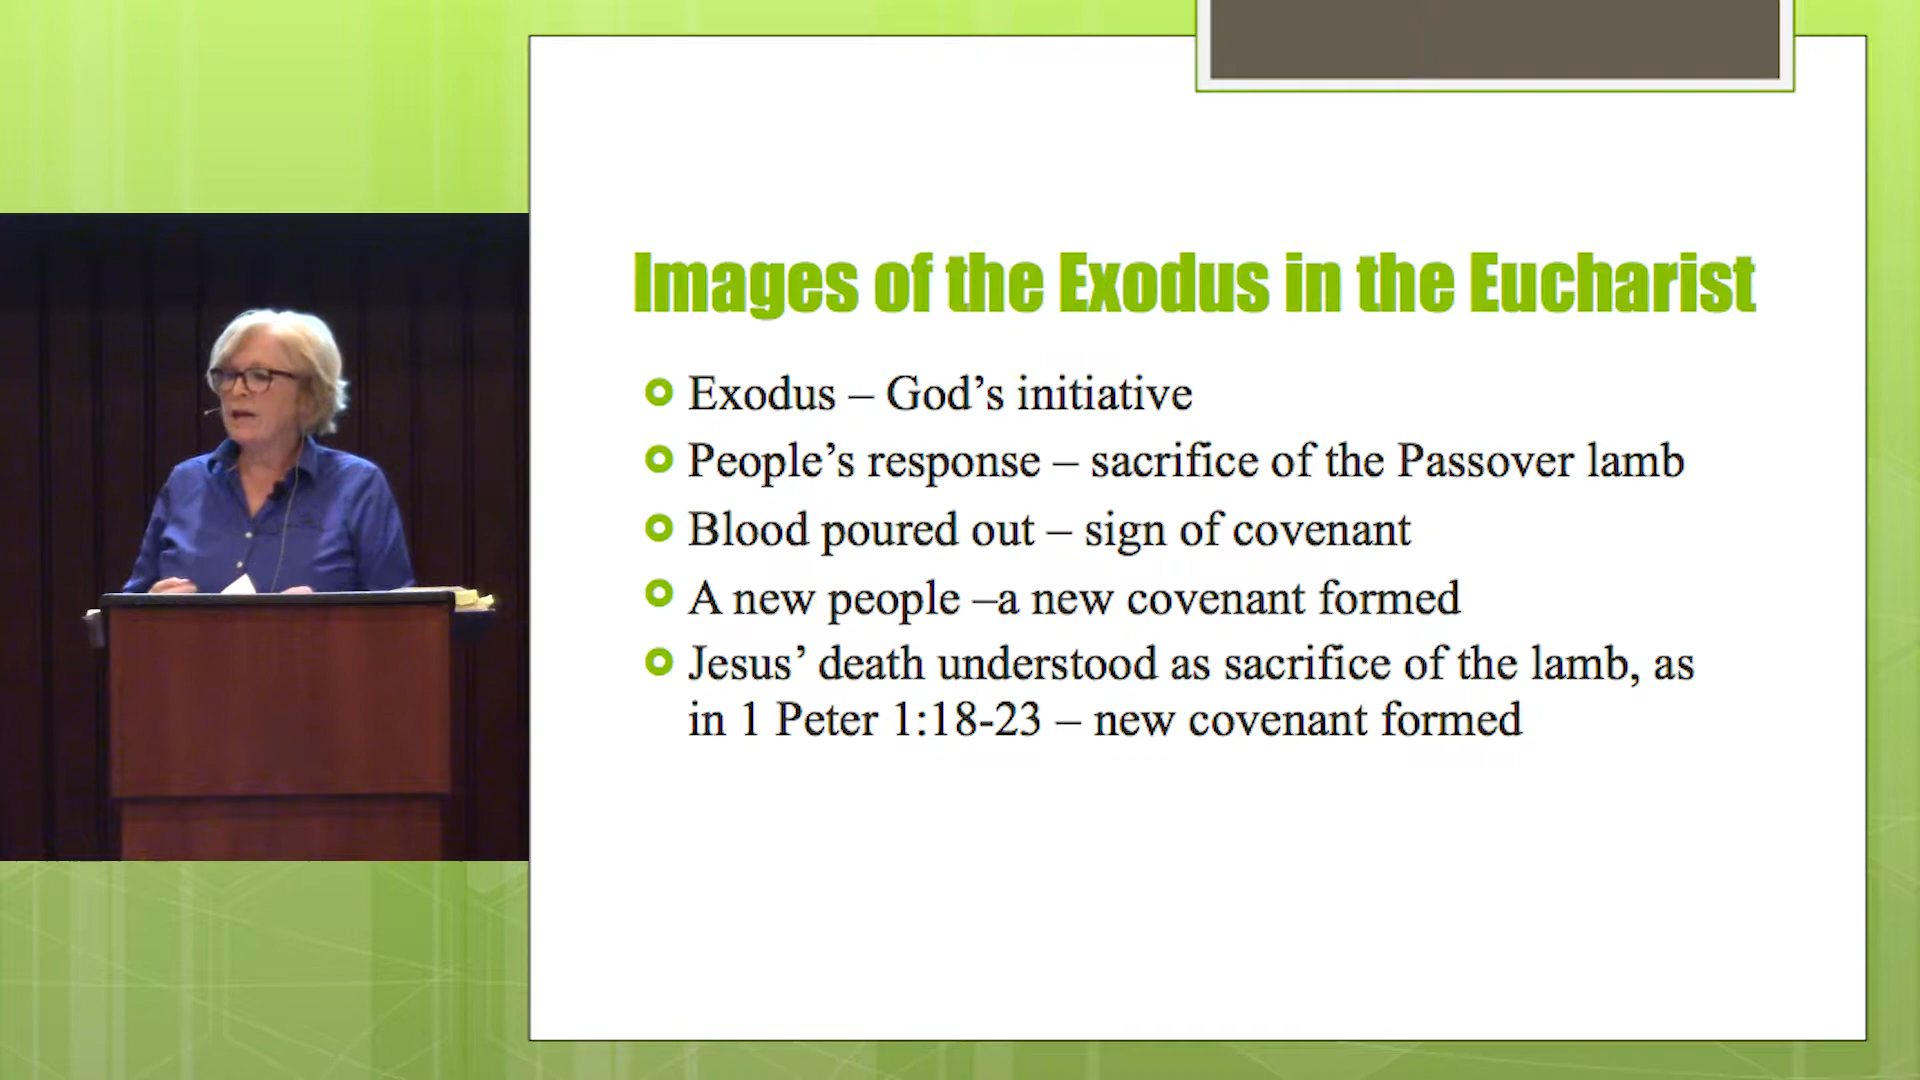 Images of the Exodus in the Eucharist
Exodus – God’s initiative
People’s response – sacrifice of the Passover lamb
Blood poured out – sign of covenant
A new people –a new covenant formed
Jesus’ death understood as sacrifice of the lamb, as
in 1 Peter 1:18-23 – new covenant formed